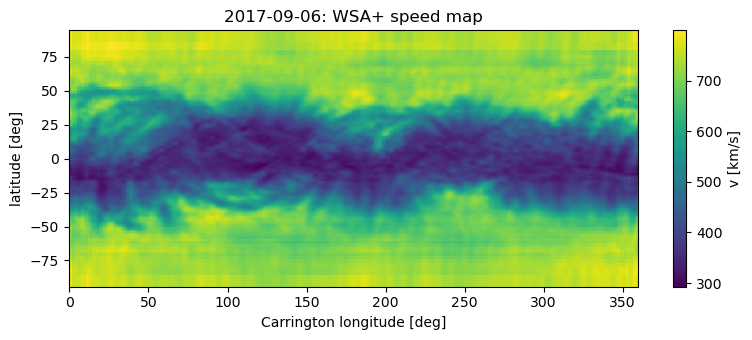 2017-09-06: WSA+ speed map
latitude [deg]
75
50
25
0
−25
−50
−75
0 50 100 150 200 250 300 350
Carrington longitude [deg]
700
600
500
400
300
v [km/s]